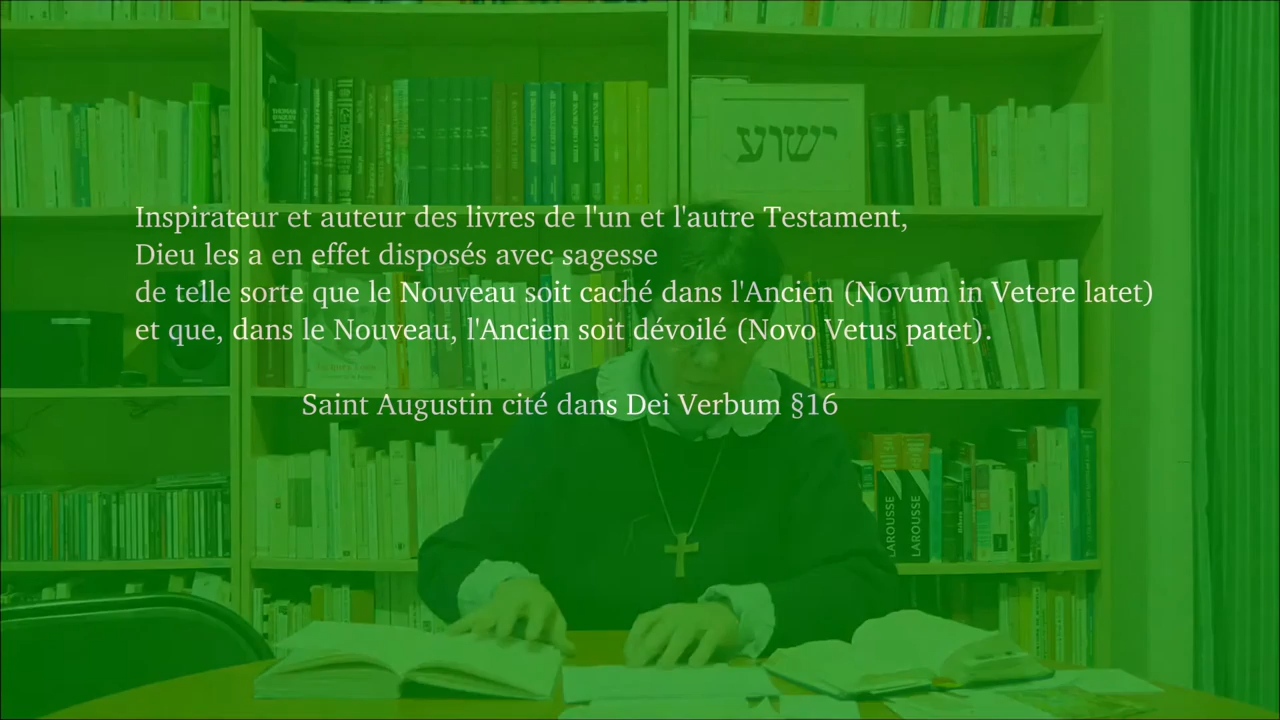 ישוע
Inspirateur et auteur des livres de l'un et l'autre Testament,
Dieu les a en effet disposés avec sagesse
de telle sorte que le Nouveau soit caché dans l'Ancien (Novum in Vetere latet)
et que, dans le Nouveau, l'Ancien soit dévoilé (Novo Vetus patet).
Saint Augustin cité dans Dei Verbum §16
LAROUSSE
LAROUSSE